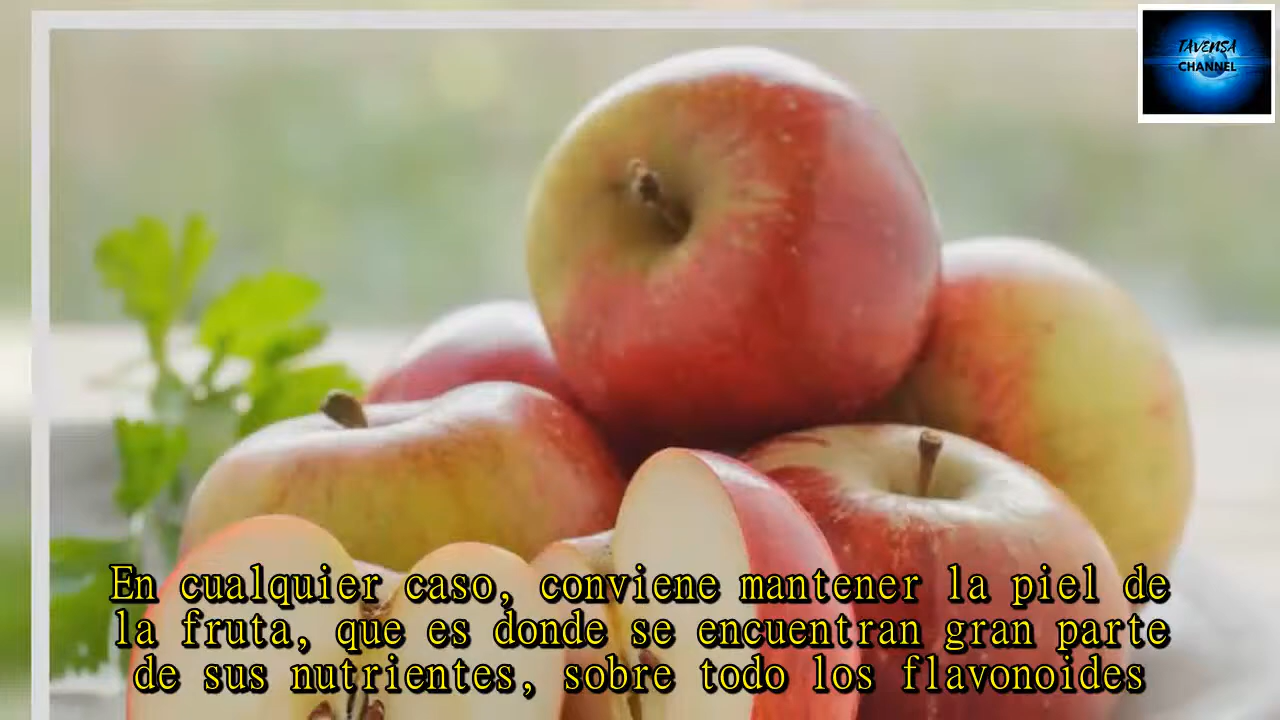 TAVENSA
CHANNEL
En cualquier caso, conviene mantener la piel de
la fruta, que es donde se encuentran gran parte
de sus nutrientes, sobre todo los flavonoides